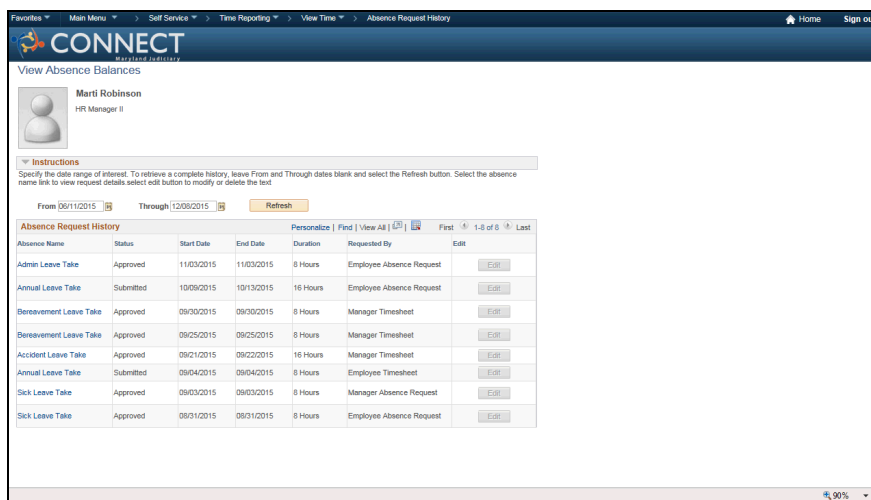 Favorites Main Menu > Self Service > Time Reporting > View Time > Absence Request History Home Sign ou
CONNECT
Maryland Judiciary
View Absence Balances
Marti Robinson
HR Manager II
Instructions
Specify the date range of interest. To retrieve a complete history, leave From and Through dates blank and select the Refresh button. Select the absence
name link to view request details.select edit button to modify or delete the text
From 06/11/2015 Through 12/08/2015 Refresh
Absence Request History Personalize | Find | View All | | First 1-8 of 8 Last
Absence Name Status Start Date End Date Duration Requested By Edit
Admin Leave Take Approved 11/03/2015 11/03/2015 8 Hours Employee Absence Request Edit
Annual Leave Take Submitted 10/09/2015 10/13/2015 16 Hours Employee Absence Request Edit
Bereavement Leave Take Approved 09/30/2015 09/30/2015 8 Hours Manager Timesheet Edit
Bereavement Leave Take Approved 09/25/2015 09/25/2015 8 Hours Manager Timesheet Edit
Accident Leave Take Approved 09/21/2015 09/22/2015 16 Hours Manager Timesheet Edit
Annual Leave Take Submitted 09/04/2015 09/04/2015 8 Hours Employee Timesheet Edit
Sick Leave Take Approved 09/03/2015 09/03/2015 8 Hours Manager Absence Request Edit
Sick Leave Take Approved 08/31/2015 08/31/2015 8 Hours Employee Absence Request Edit
90%